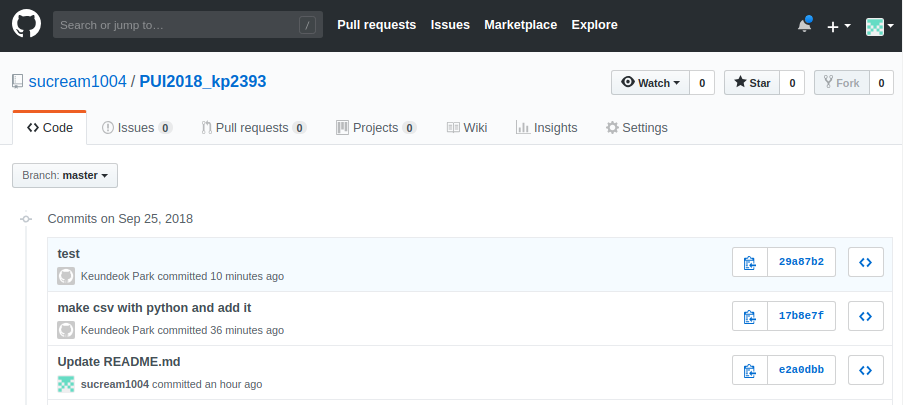 Search or jump to… /
Pull requests Issues Marketplace Explore
sucream1004 / PUI2018_kp2393
Watch 0 Star 0 Fork 0
Code Issues 0 Pull requests 0 Projects 0 Wiki Insights Settings
Branch: master
Commits on Sep 25, 2018
test
29a87b2
Keundeok Park committed 10 minutes ago
make csv with python and add it
17b8e7f
Keundeok Park committed 36 minutes ago
Update README.md
e2a0dbb
sucream1004 committed an hour ago